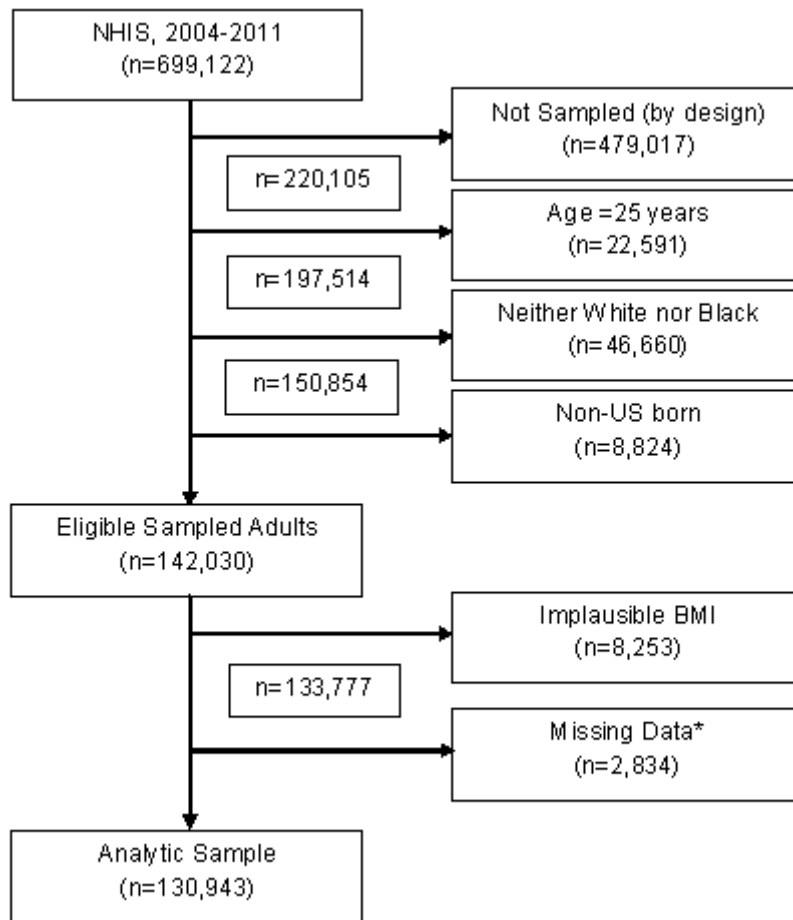 NHIS, 2004-2011
(n=699,122)
Not Sampled (by design)
(n=479,017)
n=220,105
Age =25 years
(n=22,591)
n=197,514
Neither White nor Black
(n=46,660)
n=150,854
Non-US born
(n=8,824)
Eligible Sampled Adults
(n=142,030)
Implausible BMI
(n=8,253)
n=133,777
Missing Data*
(n=2,834)
Analytic Sample
(n=130,943)